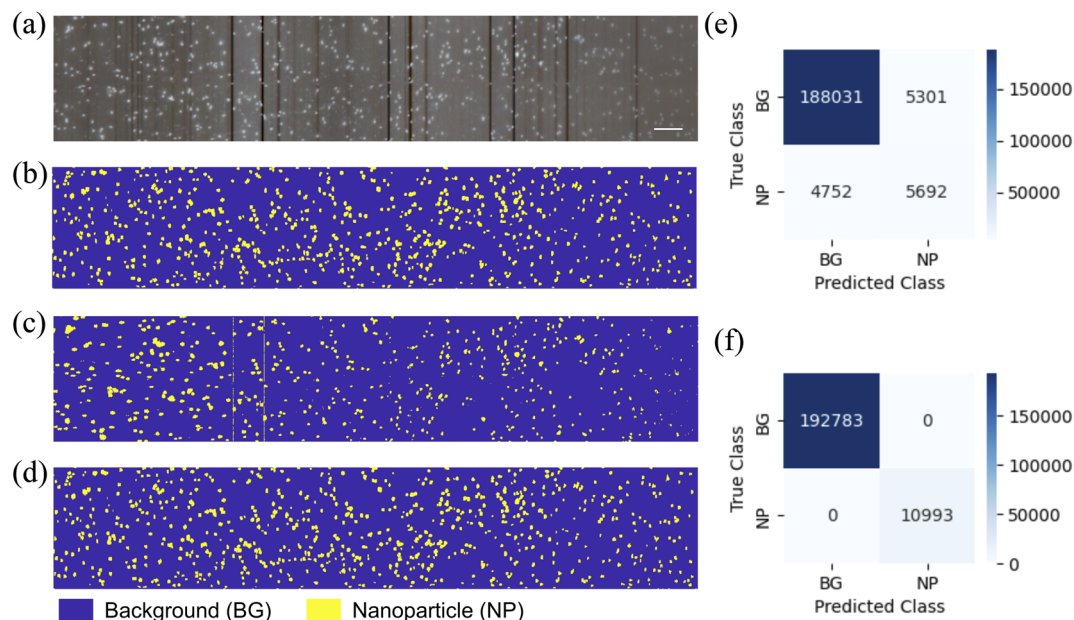 (a)
(b)
(c)
(d)
Background (BG)
Nanoparticle (NP)
(e)
True Class
BG
NP
188031
5301
4752
5692
BG
NP
Predicted Class
150000
100000
50000
(f)
True Class
BG
NP
192783
0
0
10993
BG
NP
Predicted Class
150000
100000
50000
0